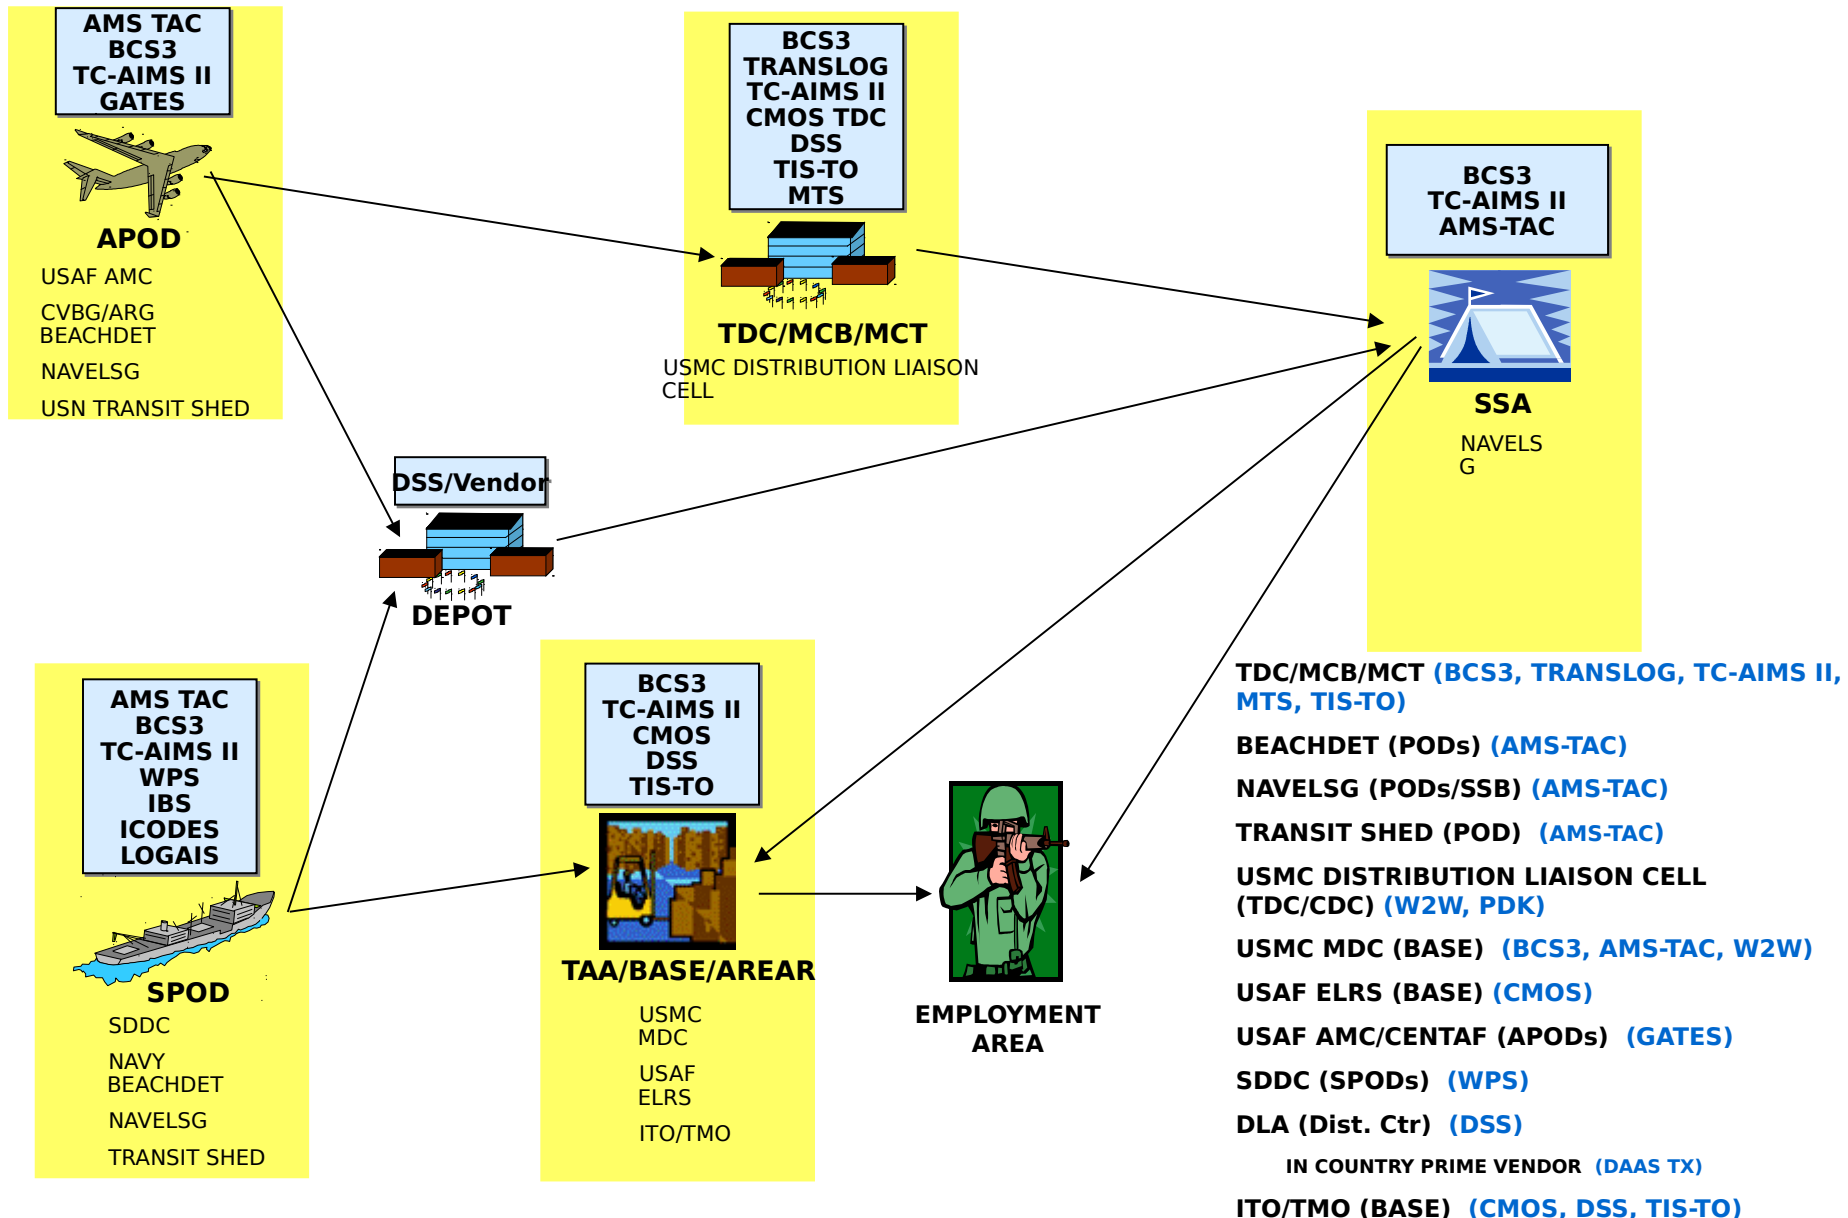 AMS TAC
BCS3
TC-AIMS II
GATES
APOD
USAF AMC
CVBG/ARG
BEACHDET
NAVELSG
USN TRANSIT SHED
BCS3
TRANSLOG
TC-AIMS II
CMOS TDC
DSS
TIS-TO
MTS
TDC/MCB/MCT
USMC DISTRIBUTION LIAISON
CELL
BCS3
TC-AIMS II
AMS-TAC
SSA
NAVELS
G
DSS/Vendor
DEPOT
AMS TAC
BCS3
TC-AIMS II
WPS
IBS
ICODES
LOGAIS
SPOD
SDDC
NAVY
BEACHDET
NAVELSG
TRANSIT SHED
BCS3
TC-AIMS II
CMOS
DSS
TIS-TO
TAA/BASE/AREAR
USMC
MDC
USAF
ELRS
ITO/TMO
EMPLOYMENT
AREA
TDC/MCB/MCT (BCS3, TRANSLOG, TC-AIMS II,
MTS, TIS-TO)
BEACHDET (PODs) (AMS-TAC)
NAVELSG (PODs/SSB) (AMS-TAC)
TRANSIT SHED (POD) (AMS-TAC)
USMC DISTRIBUTION LIAISON CELL
(TDC/CDC) (W2W, PDK)
USMC MDC (BASE) (BCS3, AMS-TAC, W2W)
USAF ELRS (BASE) (CMOS)
USAF AMC/CENTAF (APODs) (GATES)
SDDC (SPODs) (WPS)
DLA (Dist. Ctr) (DSS)
IN COUNTRY PRIME VENDOR (DAAS TX)
ITO/TMO (BASE) (CMOS, DSS, TIS-TO)